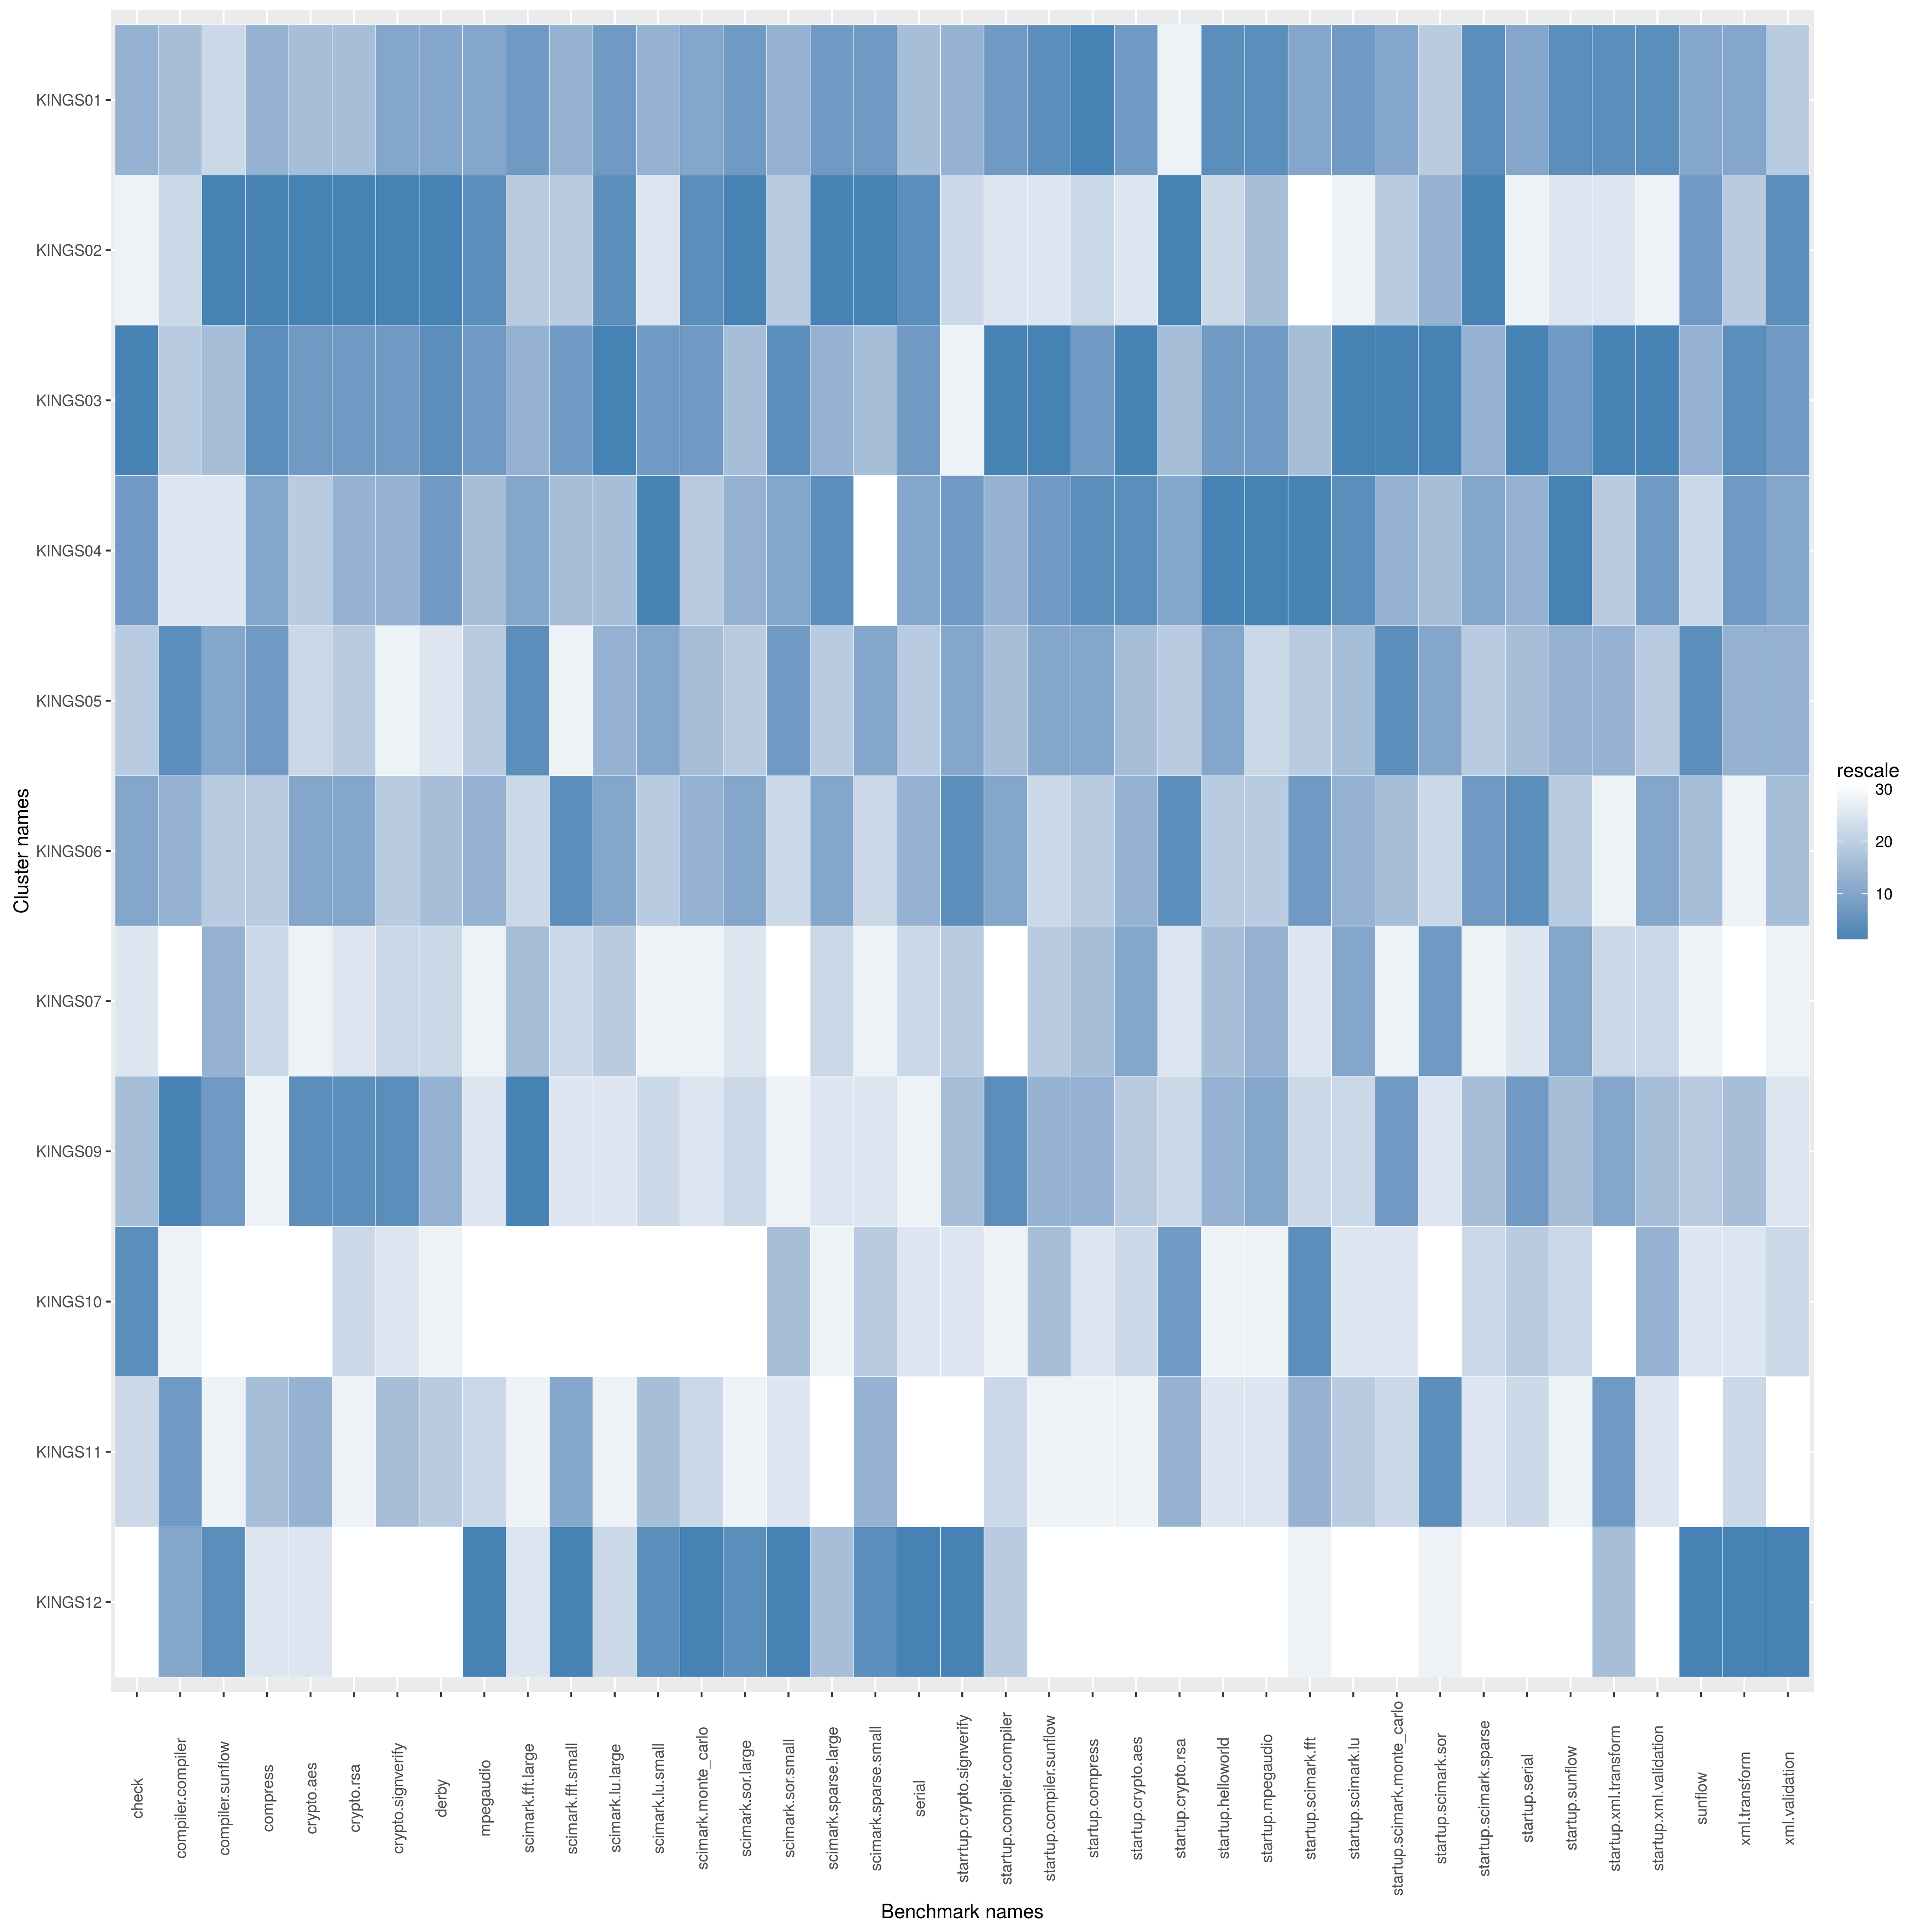 KINGS01
KINGS02
KINGS03
KINGS04
KINGS05
KINGS06
KINGS07
KINGS09
KINGS10
KINGS11
KINGS12
Cluster names
rescale
30
20
10
check
compiler.compiler
compiler.sunflow
compress
crypto.aes
crypto.rsa
crypto.signverify
derby
mpegaudio
scimark.fft.large
scimark.fft.small
scimark.lu.large
scimark.lu.small
scimark.monte_carlo
scimark.sor.large
scimark.sor.small
scimark.sparse.large
scimark.sparse.small
serial
starrtup.crypto.signverify
startup.compiler.compiler
startup.compiler.sunflow
startup.compress
startup.crypto.aes
startup.crypto.rsa
startup.helloworld
startup.mpegaudio
startup.scimark.fft
startup.scimark.lu
startup.scimark.monte_carlo
startup.scimark.sor
startup.scimark.sparse
startup.serial
startup.sunflow
startup.xml.transform
startup.xml.validation
sunflow
xml.transform
xml.validation
Benchmark names